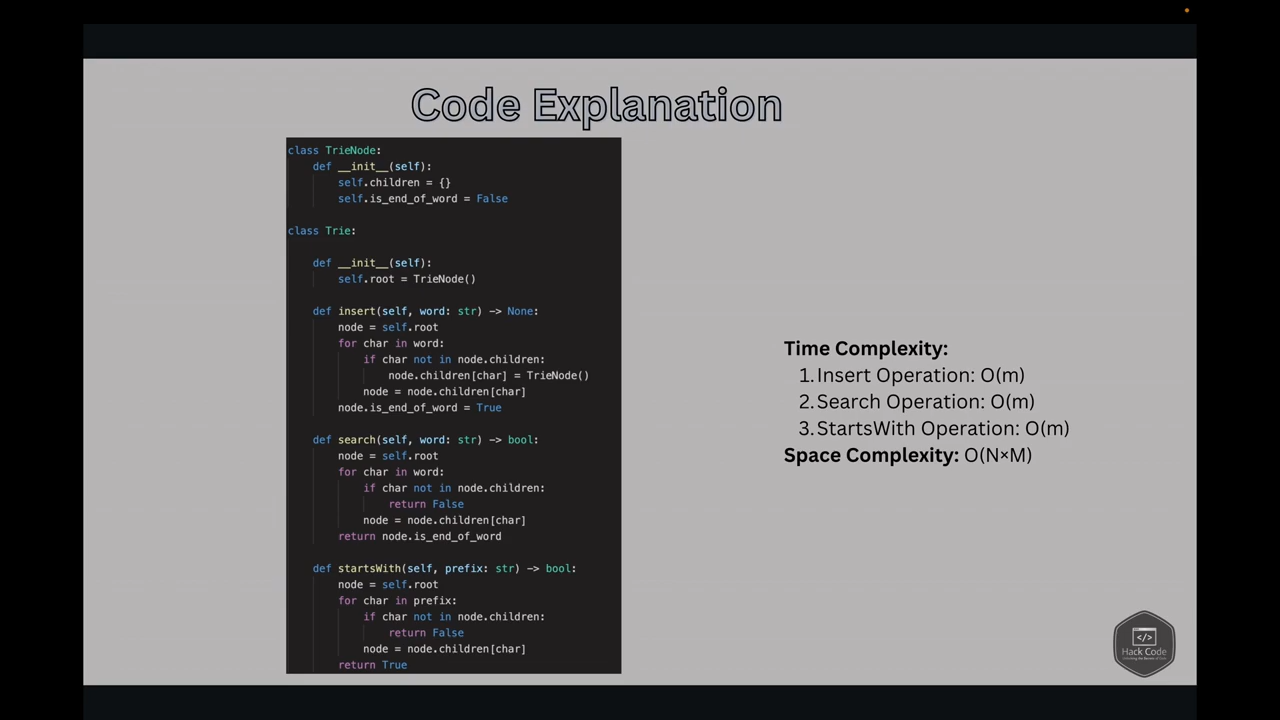 Code Explanation
class TrieNode:
    def __init__(self):
        self.children = {}
        self.is_end_of_word = False
class Trie:
    def __init__(self):
        self.root = TrieNode()
    def insert(self, word: str) -> None:
        node = self.root
        for char in word:
            if char not in node.children:
                node.children[char] = TrieNode()
            node = node.children[char]
        node.is_end_of_word = True
    def search(self, word: str) -> bool:
        node = self.root
        for char in word:
            if char not in node.children:
                return False
            node = node.children[char]
        return node.is_end_of_word
    def startsWith(self, prefix: str) -> bool:
        node = self.root
        for char in prefix:
            if char not in node.children:
                return False
            node = node.children[char]
        return True
Time Complexity:
1. Insert Operation: O(m)
2. Search Operation: O(m)
3. StartsWith Operation: O(m)
Space Complexity: O(N×M)
</>
Hack Code